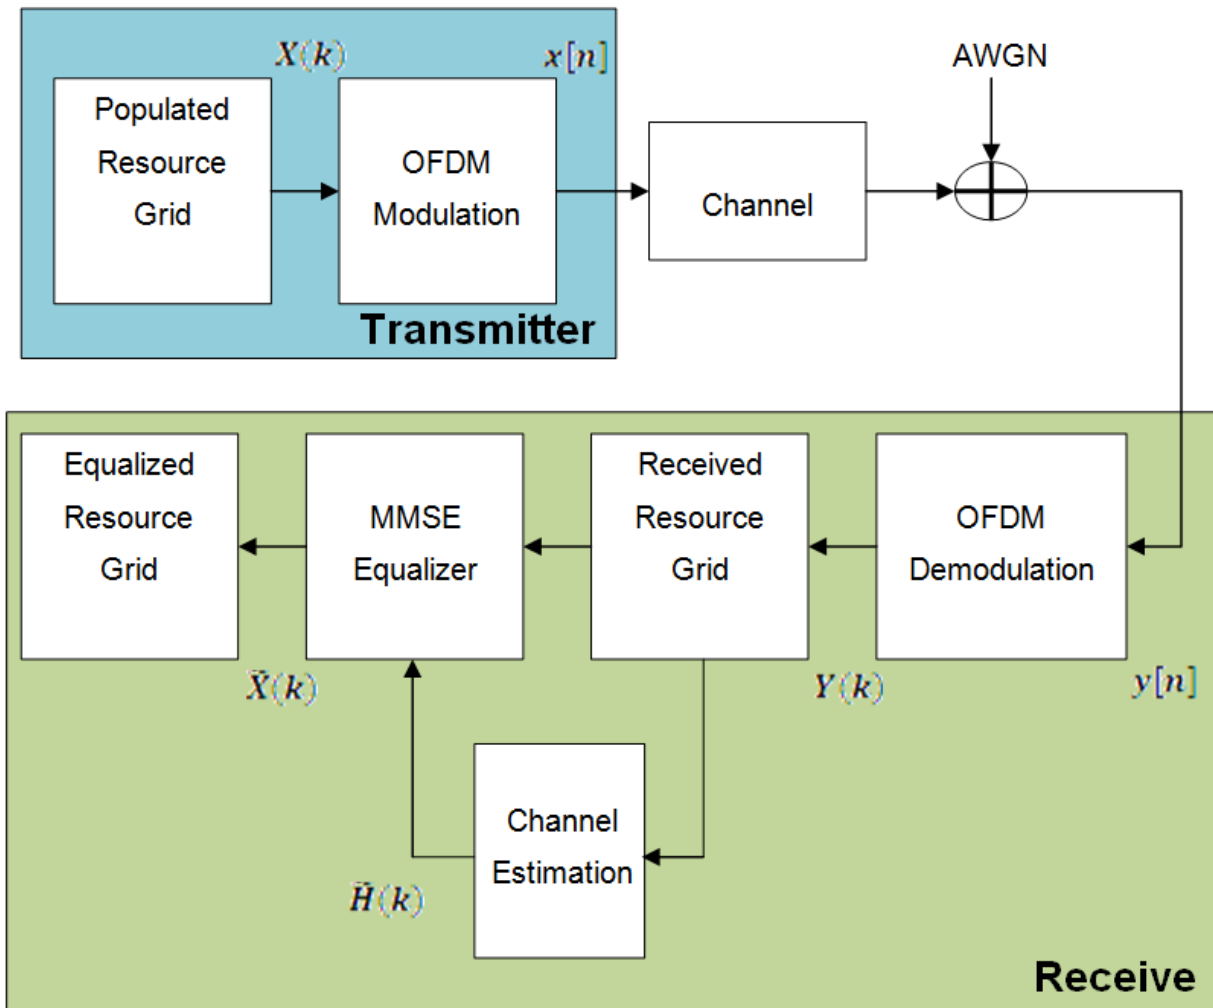 X(k)
x[n]
AWGN
Populated
Resource
Grid
OFDM
Modulation
Channel
Transmitter
Equalized
Resource
Grid
MMSE
Equalizer
Received
Resource
Grid
OFDM
Demodulation
X̄(k)
Y(k)
y[n]
Channel
Estimation
H̄(k)
Receive